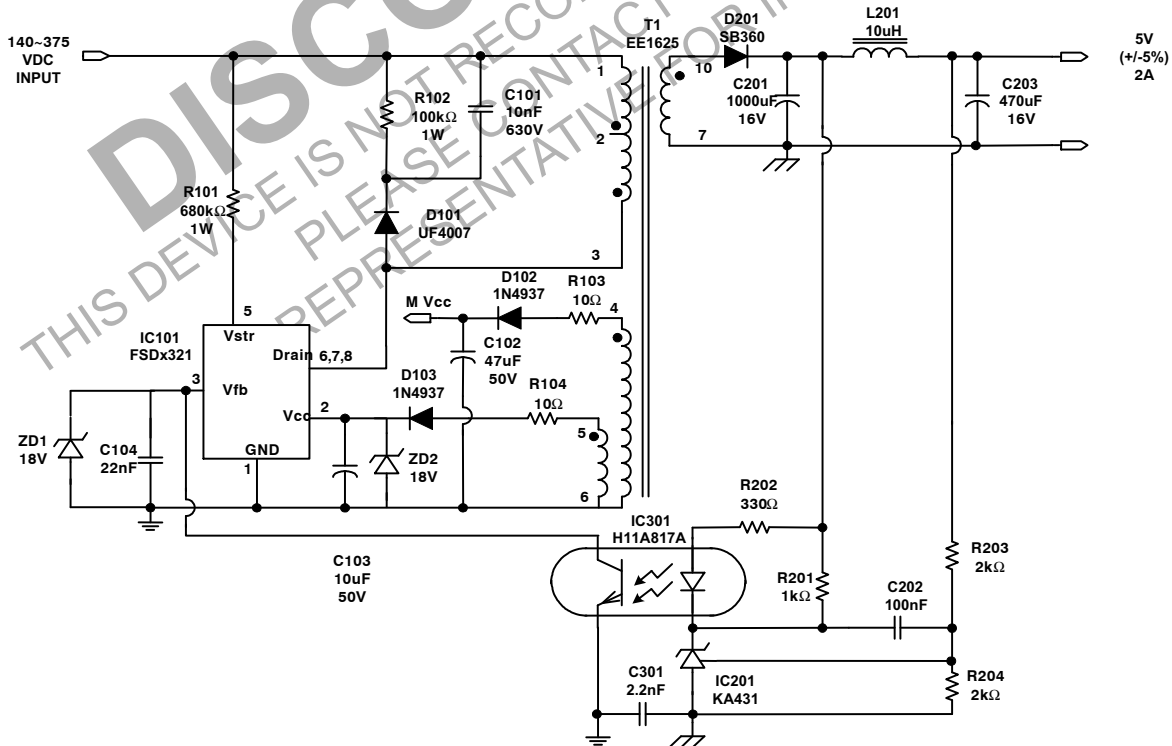 DISCO
THIS DEVICE IS NOT RECO
PLEASE CONTACT
REPRESENTATIVE FOR
140~375
VDC
INPUT
R101
680kΩ
1W
R102
100kΩ
1W
C101
10nF
630V
D101
UF4007
T1
EE1625
1
2
3
10
7
D201
SB360
C201
1000uF
16V
L201
10uH
C203
470uF
16V
5V
(+/-5%)
2A
M Vcc
D102
1N4937
R103
10Ω
4
C102
47uF
50V
IC101
FSDx321
5
Vstr
Drain 6,7,8
3
Vfb
Vcc
2
GND
1
D103
1N4937
R104
10Ω
5
6
ZD1
18V
C104
22nF
ZD2
18V
C103
10uF
50V
IC301
H11A817A
R202
330Ω
R201
1kΩ
C202
100nF
R203
2kΩ
R204
2kΩ
C301
2.2nF
IC201
KA431